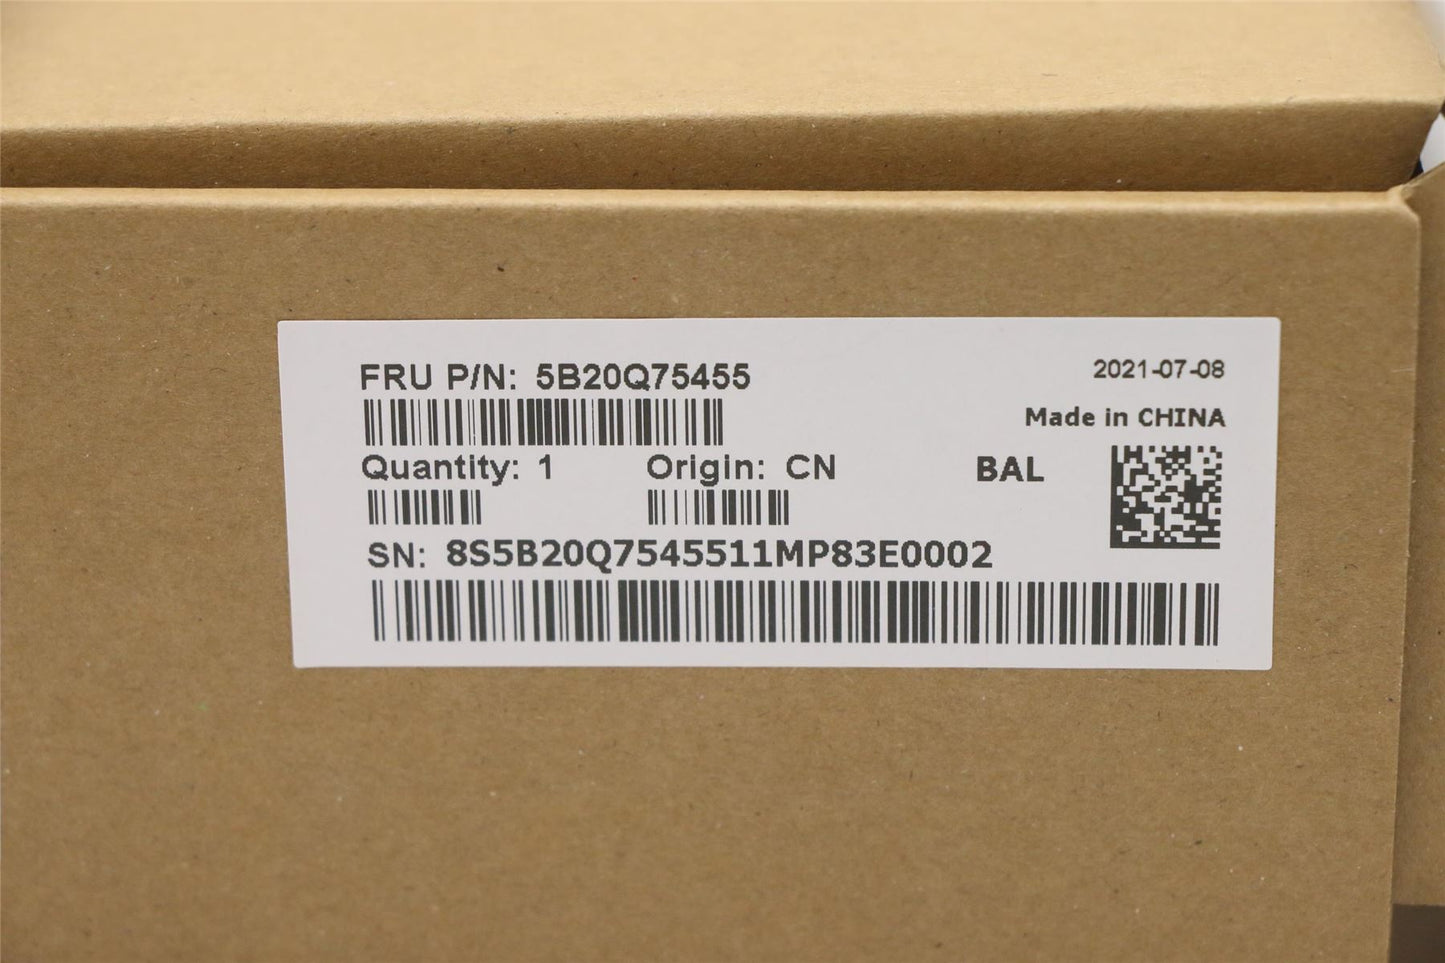 FRU P/N: 5B20Q75455
2021-07-08
Made in CHINA
Quantity: 1 Origin: CN BAL
SN: 8S5B20Q7545511MP83E0002